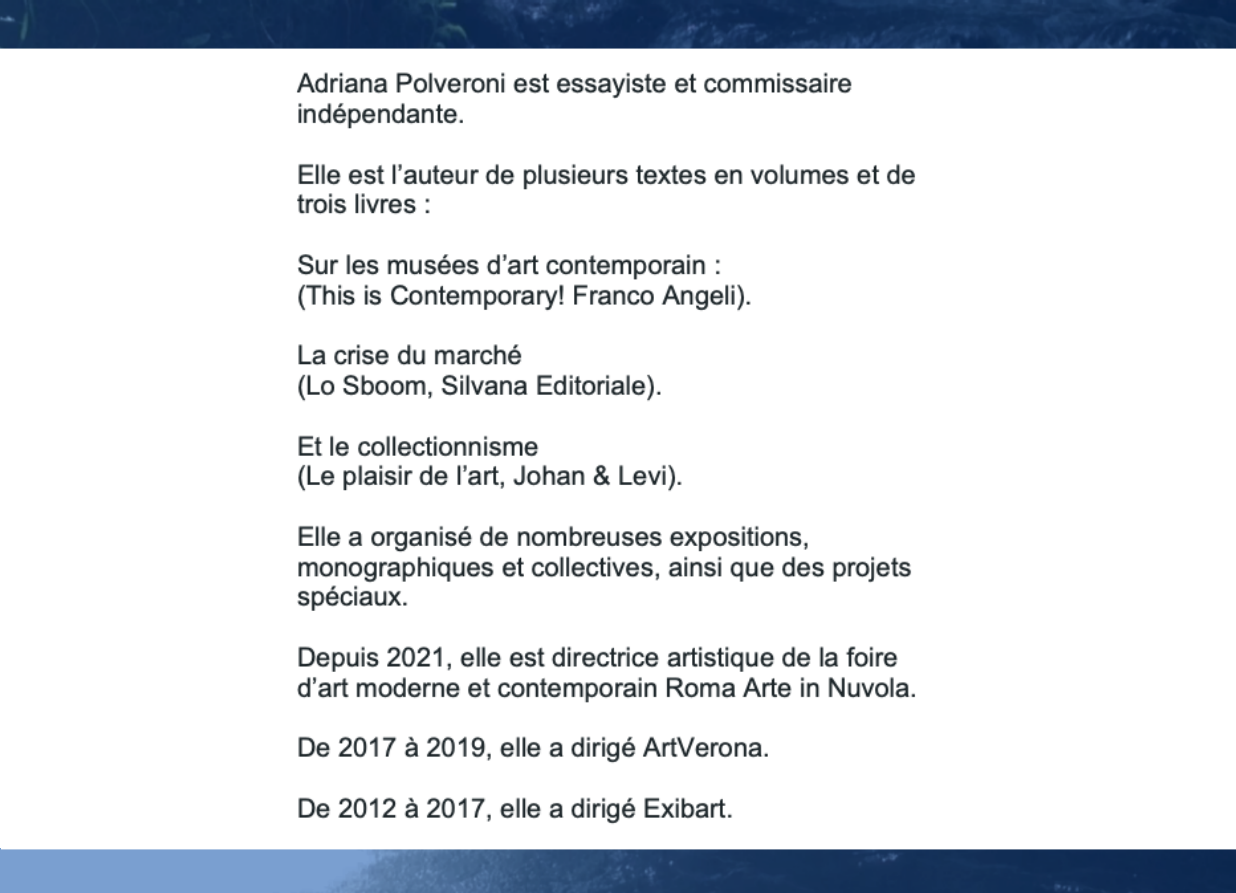 Adriana Polveroni est essayiste et commissaire
indépendante.
Elle est l’auteur de plusieurs textes en volumes et de
trois livres :
Sur les musées d’art contemporain :
(This is Contemporary! Franco Angeli).
La crise du marché
(Lo Sboom, Silvana Editoriale).
Et le collectionnisme
(Le plaisir de l’art, Johan & Levi).
Elle a organisé de nombreuses expositions,
monographiques et collectives, ainsi que des projets
spéciaux.
Depuis 2021, elle est directrice artistique de la foire
d’art moderne et contemporain Roma Arte in Nuvola.
De 2017 à 2019, elle a dirigé ArtVerona.
De 2012 à 2017, elle a dirigé Exibart.